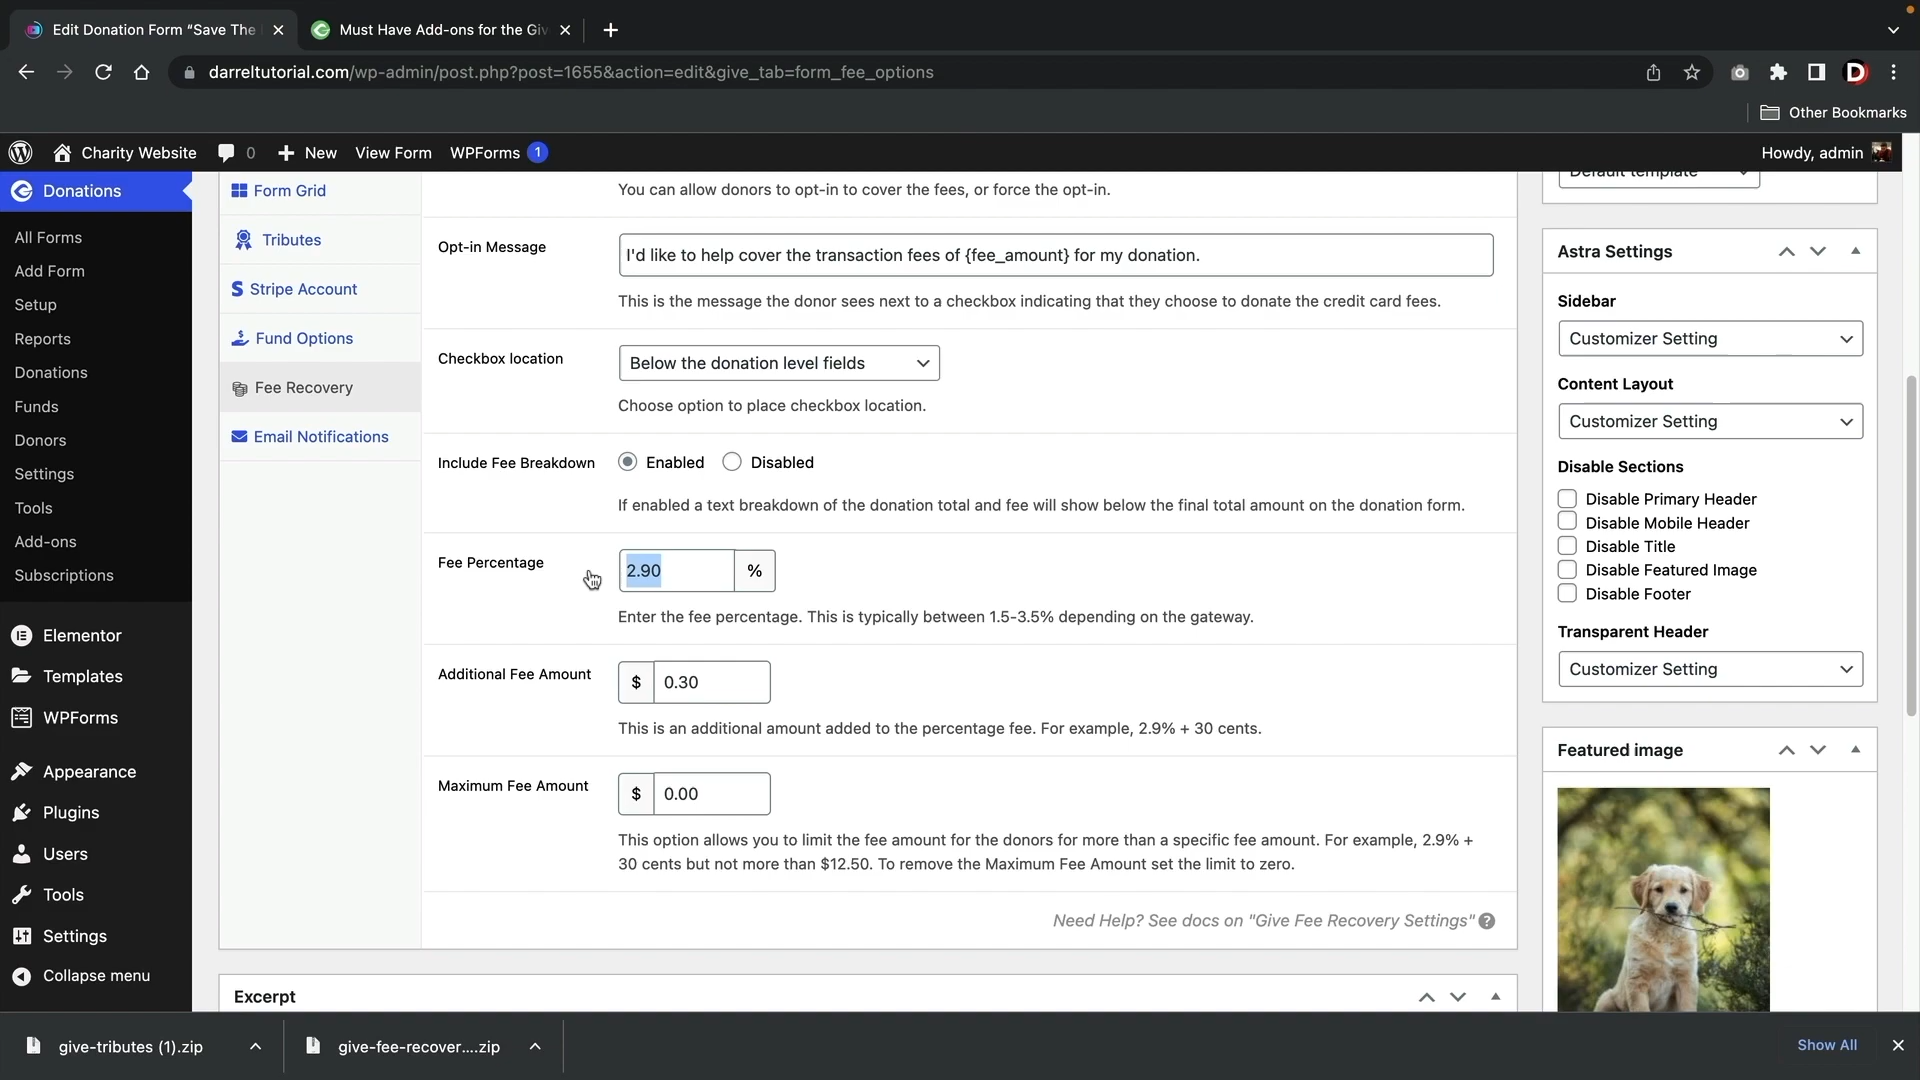 Edit Donation Form “Save The
Must Have Add-ons for the Giv
darreltutorial.com/wp-admin/post.php?post=1655&action=edit&give_tab=form_fee_options
D
Other Bookmarks
Charity Website
0
New
View Form
WPForms 1
Howdy, admin
Donations
All Forms
Add Form
Setup
Reports
Donations
Funds
Donors
Settings
Tools
Add-ons
Subscriptions
Elementor
Templates
WPForms
Appearance
Plugins
Users
Tools
Settings
Collapse menu
Form Grid
Tributes
Stripe Account
Fund Options
Fee Recovery
Email Notifications
You can allow donors to opt-in to cover the fees, or force the opt-in.
Opt-in Message
I'd like to help cover the transaction fees of {fee_amount} for my donation.
This is the message the donor sees next to a checkbox indicating that they choose to donate the credit card fees.
Checkbox location
Below the donation level fields
Choose option to place checkbox location.
Include Fee Breakdown
Enabled
Disabled
If enabled a text breakdown of the donation total and fee will show below the final total amount on the donation form.
Fee Percentage
2.90 %
Enter the fee percentage. This is typically between 1.5-3.5% depending on the gateway.
Additional Fee Amount
$ 0.30
This is an additional amount added to the percentage fee. For example, 2.9% + 30 cents.
Maximum Fee Amount
$ 0.00
This option allows you to limit the fee amount for the donors for more than a specific fee amount. For example, 2.9% +
30 cents but not more than $12.50. To remove the Maximum Fee Amount set the limit to zero.
Need Help? See docs on "Give Fee Recovery Settings" ?
Excerpt
Default template
Astra Settings
Sidebar
Customizer Setting
Content Layout
Customizer Setting
Disable Sections
Disable Primary Header
Disable Mobile Header
Disable Title
Disable Featured Image
Disable Footer
Transparent Header
Customizer Setting
Featured image
give-tributes (1).zip
give-fee-recover....zip
Show All